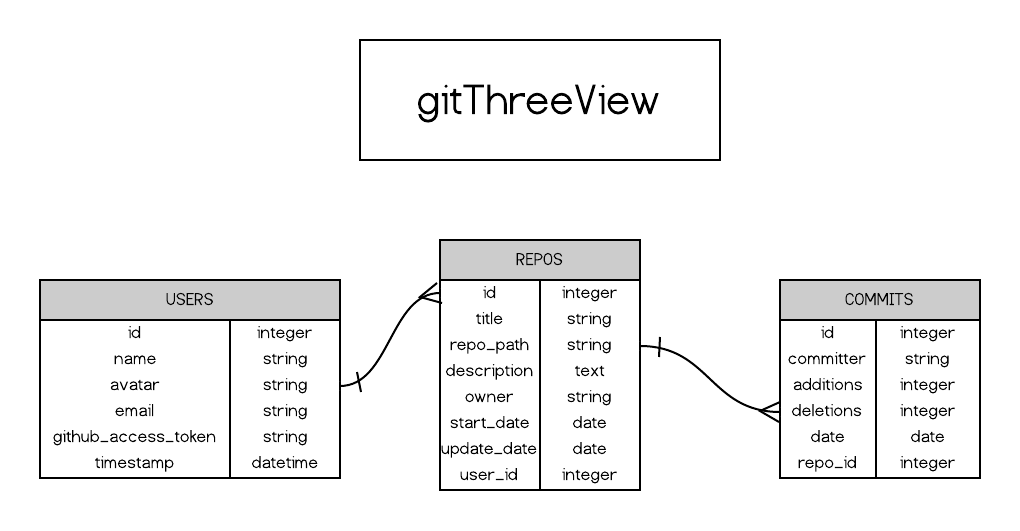 gitThreeView
USERS
id integer
name string
avatar string
email string
github_access_token string
timestamp datetime
REPOS
id integer
title string
repo_path string
description text
owner string
start_date date
update_date date
user_id integer
COMMITS
id integer
committer string
additions integer
deletions integer
date date
repo_id integer